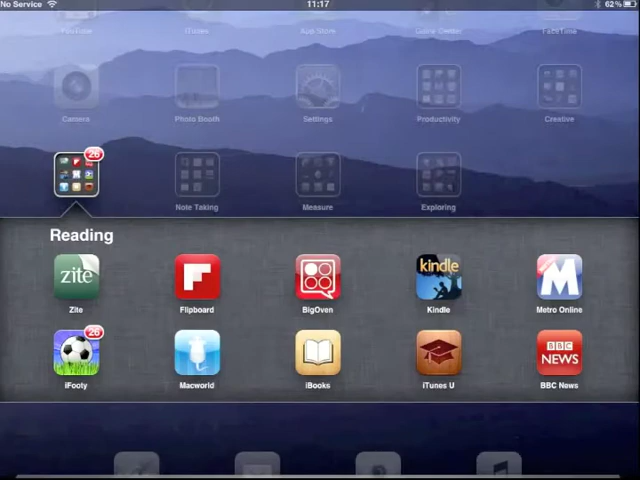 No Service 11:17 62%
YouTube iTunes App Store Game Center FaceTime
Camera Photo Booth Settings Productivity Creative
26
Note Taking Measure Exploring
Reading
zite kindle
Zite Flipboard BigOven Kindle Metro Online
26 BBC NEWS
iFooty Macworld iBooks iTunes U BBC News